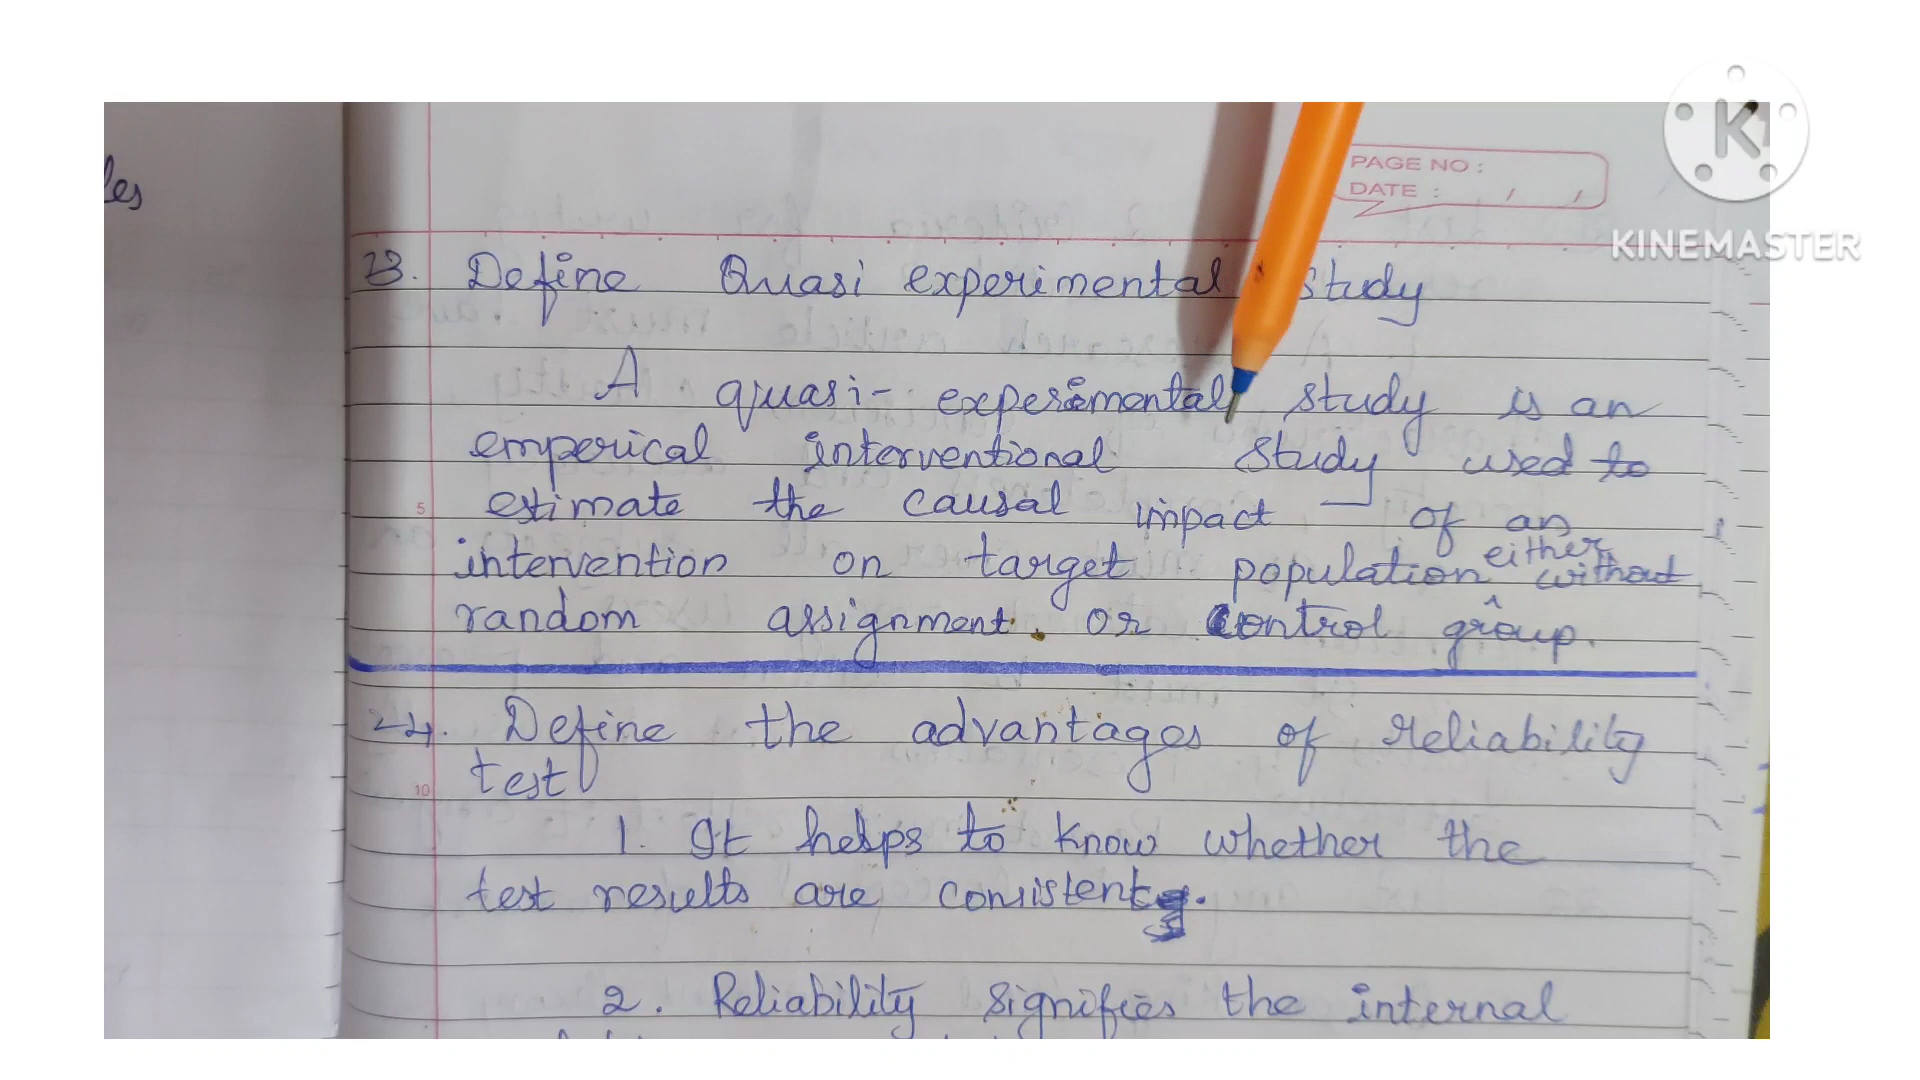 les
PAGE NO :
DATE : / /
KINEMASTER
23. Define Quasi experimental study
A quasi- experimental study is an
emperical interventional study used to
estimate the causal impact of an
intervention on target population either without
random assignment. or control group.
5
24. Define the advantages of reliability
test
10
1. It helps to know whether the
test results are consistent.
2. Reliability signifies the internal